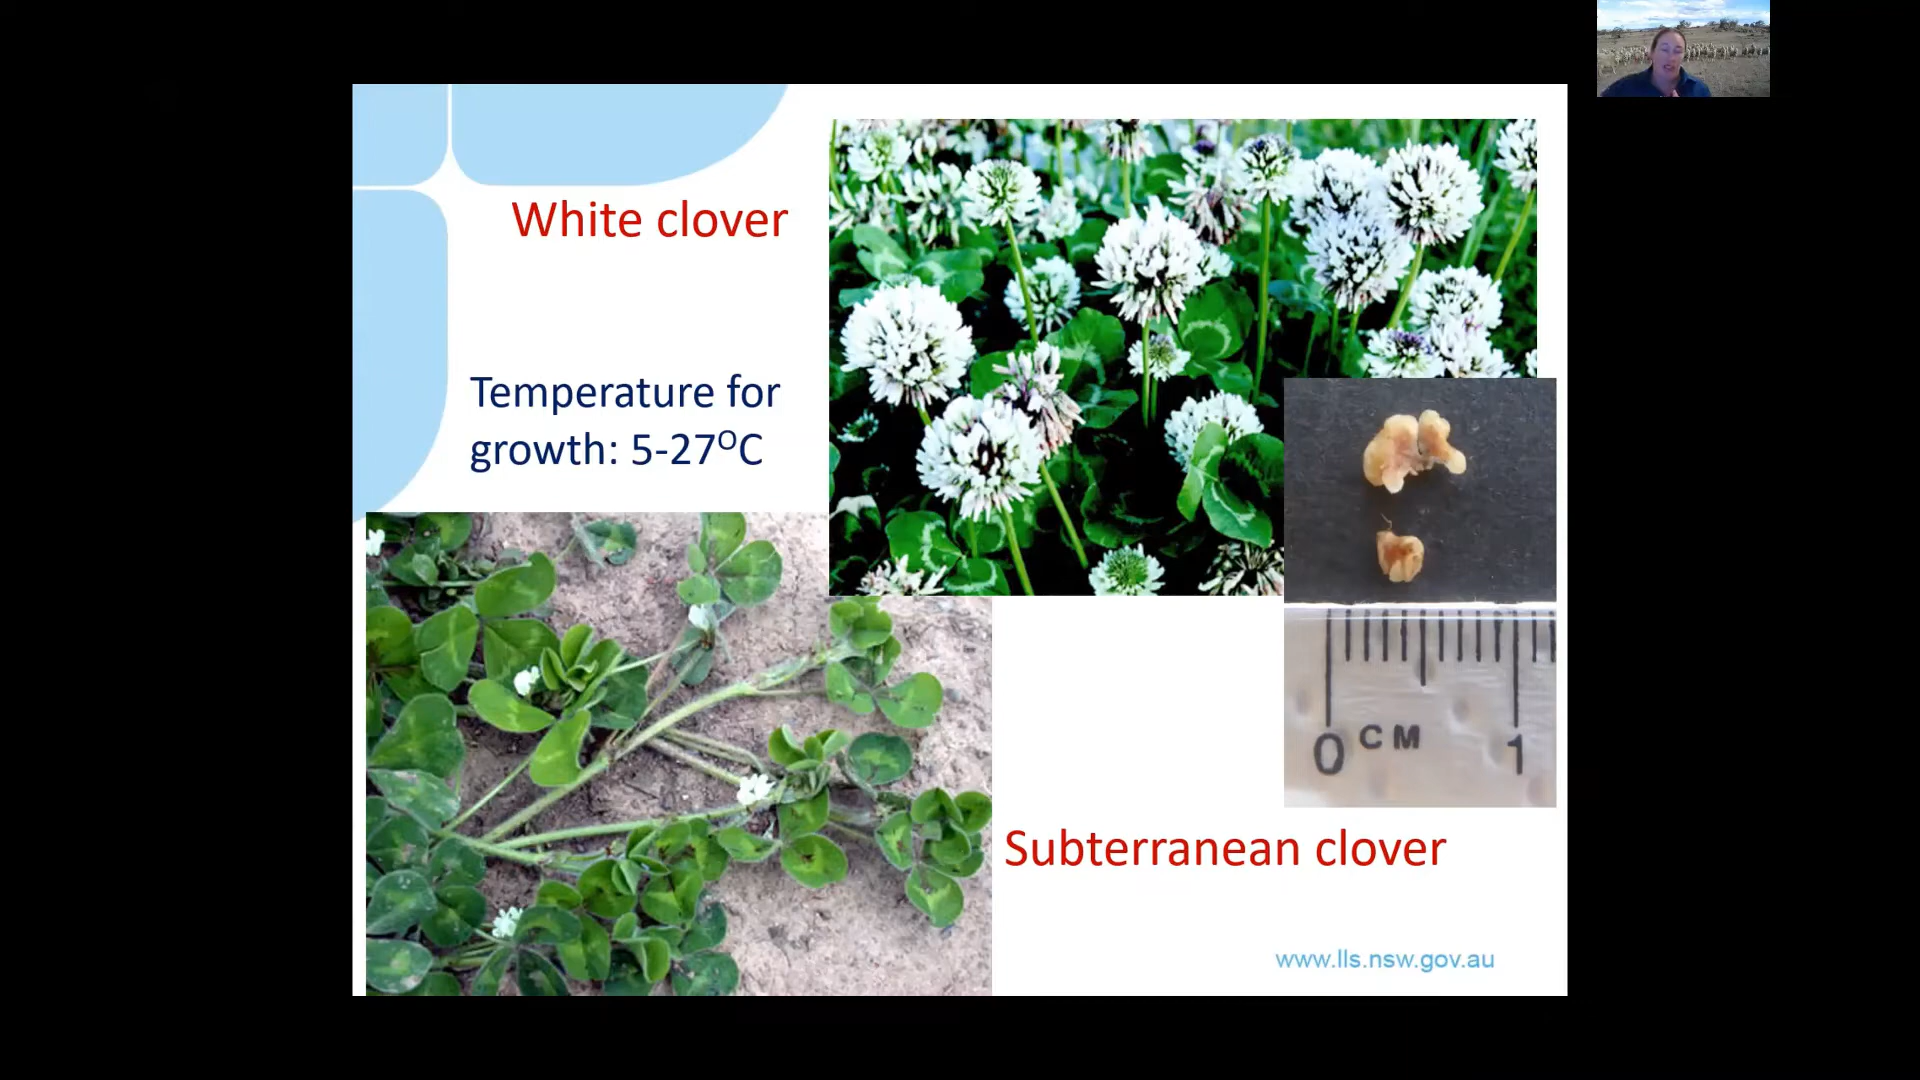 White clover
Temperature for
growth: 5-27ᴼC
0 CM 1
Subterranean clover
www.lls.nsw.gov.au